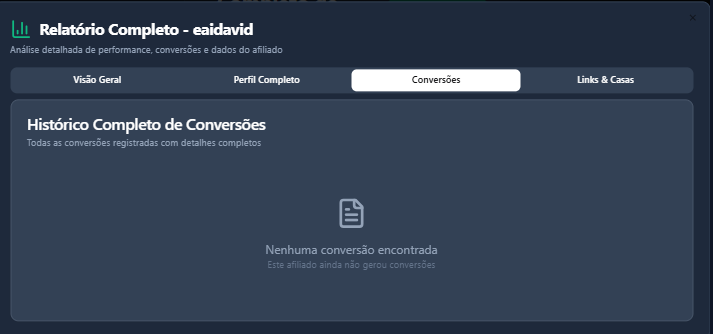 Relatório Completo - eaidavid
Análise detalhada de performance, conversões e dados do afiliado
Visão Geral
Perfil Completo
Conversões
Links & Casas
Histórico Completo de Conversões
Todas as conversões registradas com detalhes completos
Nenhuma conversão encontrada
Este afiliado ainda não gerou conversões